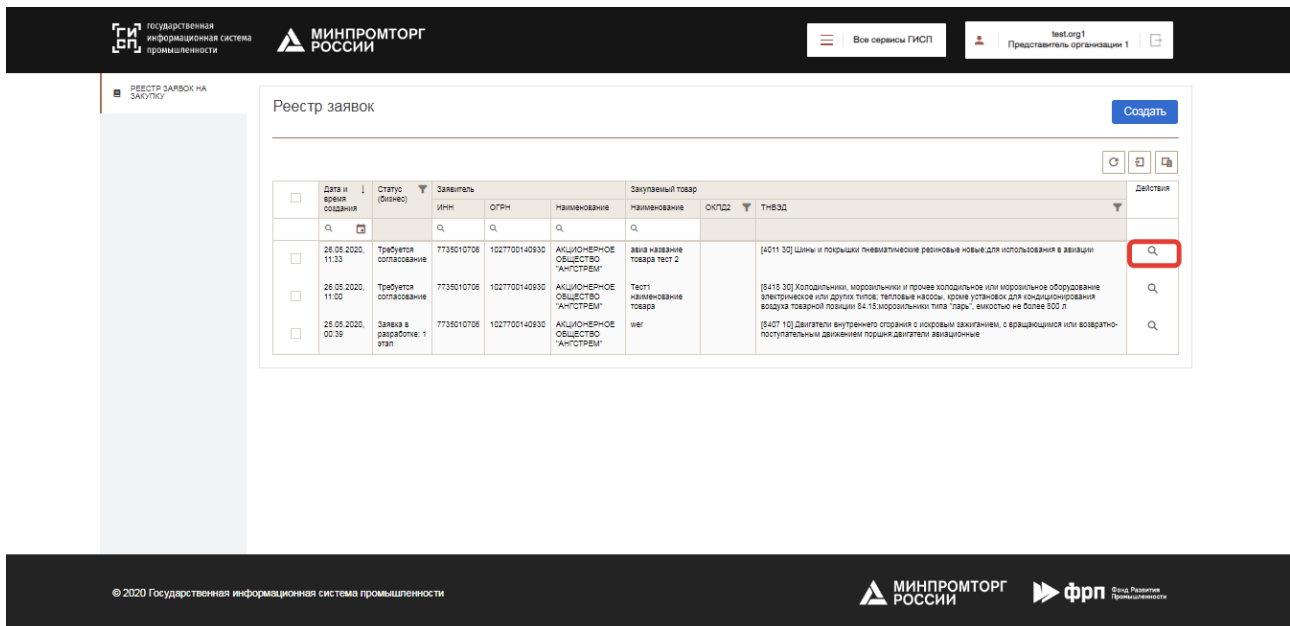 государственная
информационная система
промышленности
МИНПРОМТОРГ
РОССИИ
Все сервисы ГИСП
test.org1
Представитель организации 1
РЕЕСТР ЗАЯВОК НА
ЗАКУПКУ
Реестр заявок
Создать
Дата и
время
создания
Статус
(бизнес)
Заявитель
Закупаемый товар
Действия
ИНН
ОГРН
Наименование
Наименование
ОКПД2
ТНВЭД
26.05.2020,
11:33
Требуется
согласование
7735010706
1027700140930
АКЦИОНЕРНОЕ
ОБЩЕСТВО
"АНГСТРЕМ"
авиа название
товара тест 2
[4011 30] Шины и покрышки пневматические резиновые новые:для использования в авиации
26.05.2020,
11:00
Требуется
согласование
7735010706
1027700140930
АКЦИОНЕРНОЕ
ОБЩЕСТВО
"АНГСТРЕМ"
Тест1
наименование
товара
[8418 30] Холодильники, морозильники и прочее холодильное или морозильное оборудование
электрическое или других типов; тепловые насосы, кроме установок для кондиционирования
воздуха товарной позиции 84.15:морозильники типа "ларь", емкостью не более 800 л
25.05.2020,
00:39
Заявка в
разработке: 1
этап
7735010706
1027700140930
АКЦИОНЕРНОЕ
ОБЩЕСТВО
"АНГСТРЕМ"
wer
[8407 10] Двигатели внутреннего сгорания с искровым зажиганием, с вращающимся или возвратно-
поступательным движением поршня:двигатели авиационные
© 2020 Государственная информационная система промышленности
МИНПРОМТОРГ
РОССИИ
фрп
Фонд Развития
Промышленности